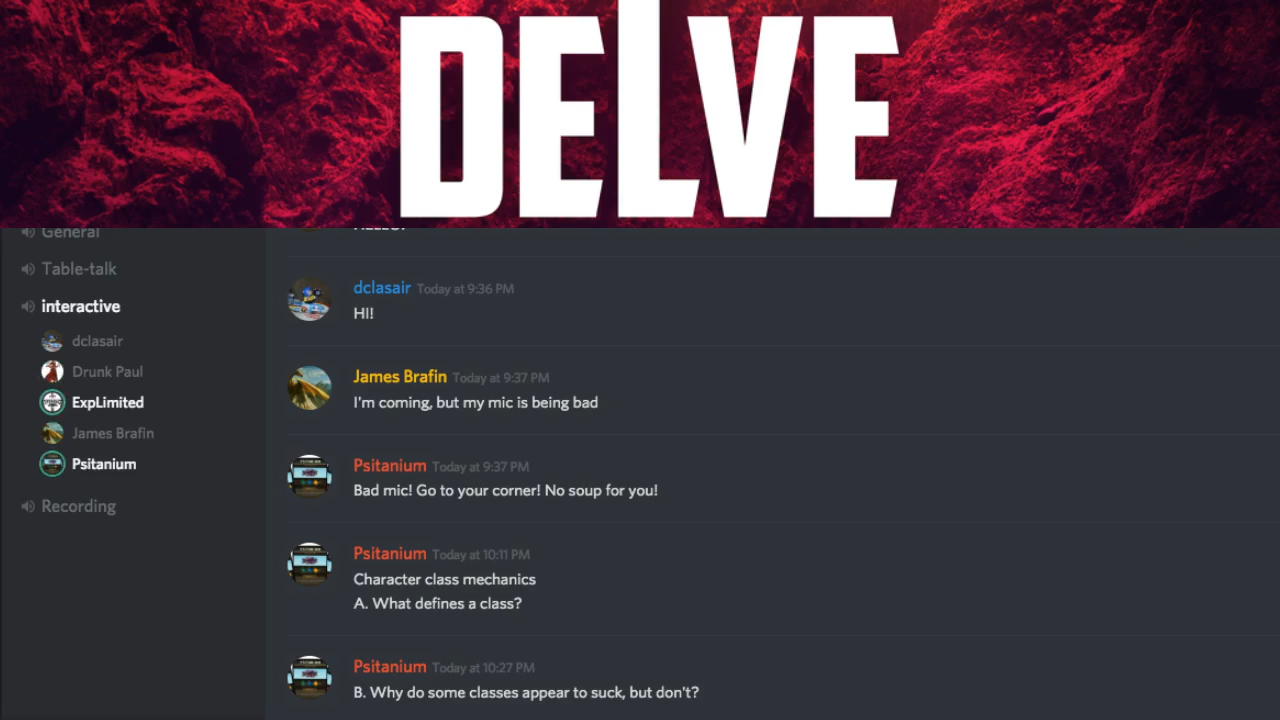 DELVE
General
Table-talk
interactive
dclasair
Drunk Paul
ExpLimited
James Brafin
Psitanium
Recording
dclasair Today at 9:36 PM
HI!
James Brafin Today at 9:37 PM
I'm coming, but my mic is being bad
Psitanium Today at 9:37 PM
Bad mic! Go to your corner! No soup for you!
Psitanium Today at 10:11 PM
Character class mechanics
A. What defines a class?
Psitanium Today at 10:27 PM
B. Why do some classes appear to suck, but don't?